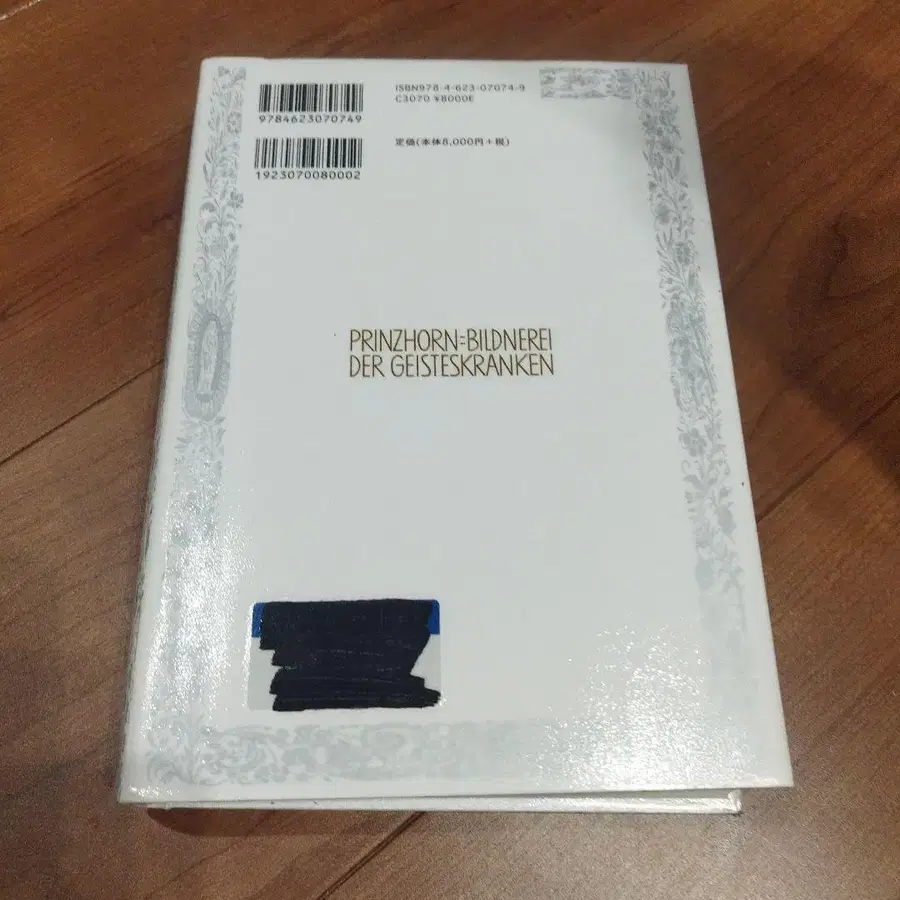 ISBN978-4-623-07074-9
C3070 ¥8000E
9784623070749
定価(本体8,000円+税)
1923070080002
PRINZHORN=BILDNEREI
DER GEISTESKRANKEN